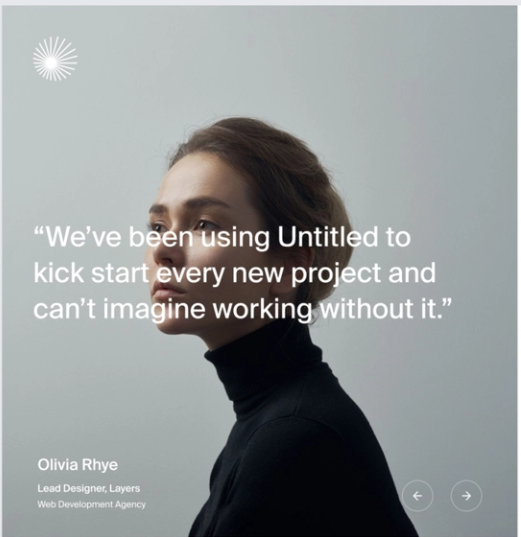 “We’ve been using Untitled to
kick start every new project and
can’t imagine working without it.”
Olivia Rhye
Lead Designer, Layers
Web Development Agency